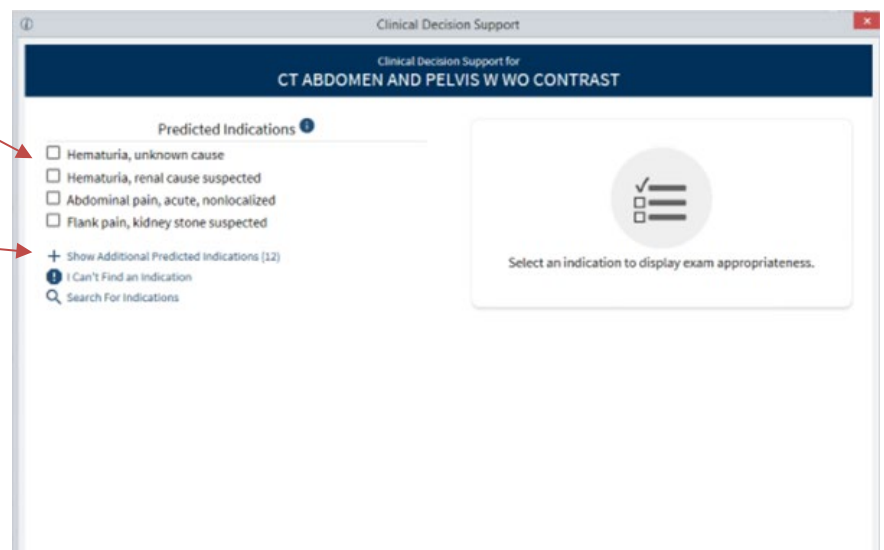 Clinical Decision Support
Clinical Decision Support for
CT ABDOMEN AND PELVIS W WO CONTRAST
Predicted Indications
Hematuria, unknown cause
Hematuria, renal cause suspected
Abdominal pain, acute, nonlocalized
Flank pain, kidney stone suspected
Show Additional Predicted Indications (12)
I Can't Find an Indication
Search For Indications
Select an indication to display exam appropriateness.